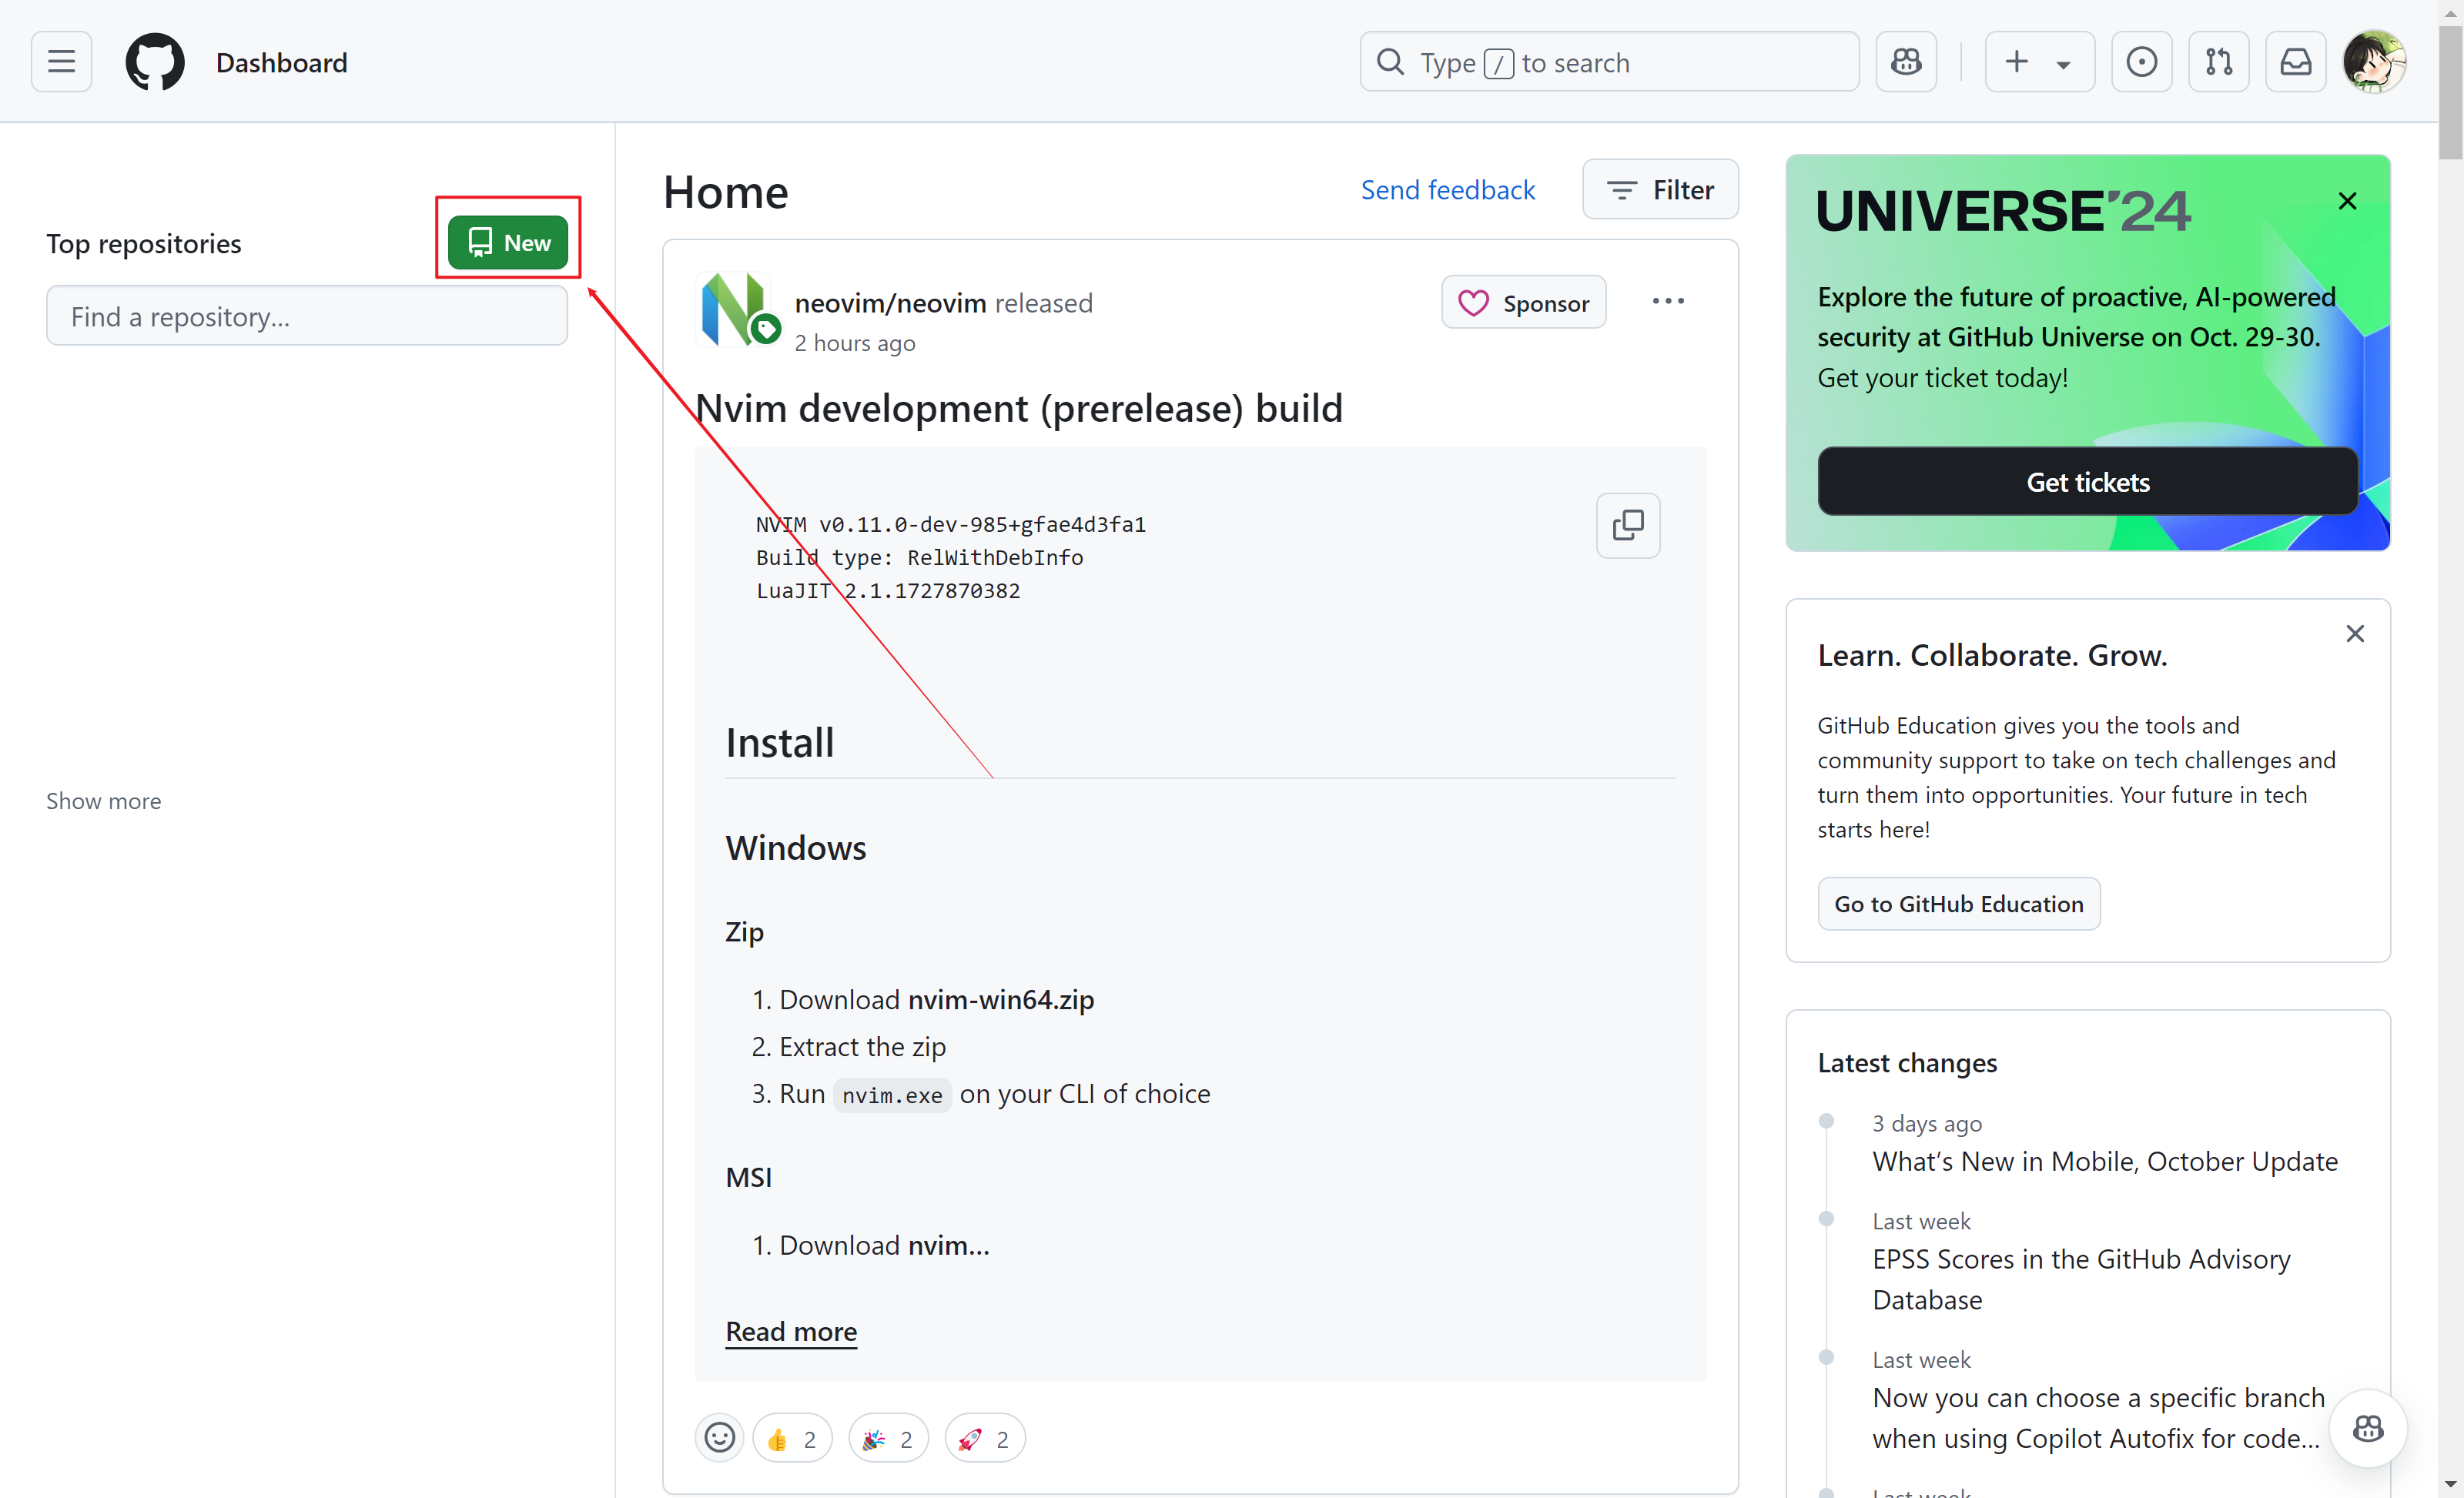 Dashboard
Type / to search
Top repositories
New
Find a repository...
Show more
Home
Send feedback
Filter
neovim/neovim released
2 hours ago
Sponsor
Nvim development (prerelease) build
NVIM v0.11.0-dev-985+gfae4d3fa1
Build type: RelWithDebInfo
LuaJIT 2.1.1727870382
Install
Windows
Zip
1. Download nvim-win64.zip
2. Extract the zip
3. Run nvim.exe on your CLI of choice
MSI
1. Download nvim...
Read more
2
2
2
UNIVERSE'24
Explore the future of proactive, AI-powered
security at GitHub Universe on Oct. 29-30.
Get your ticket today!
Get tickets
Learn. Collaborate. Grow.
GitHub Education gives you the tools and
community support to take on tech challenges and
turn them into opportunities. Your future in tech
starts here!
Go to GitHub Education
Latest changes
3 days ago
What’s New in Mobile, October Update
Last week
EPSS Scores in the GitHub Advisory
Database
Last week
Now you can choose a specific branch
when using Copilot Autofix for code...
Last week